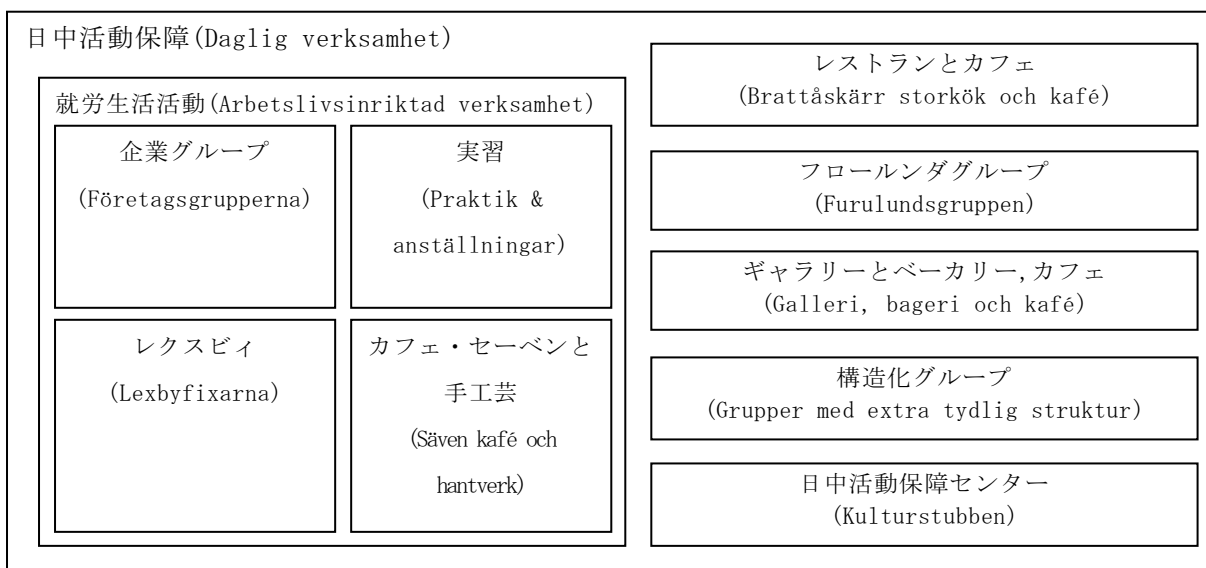 日中活動保障(Daglig verksamhet)
就労生活活動(Arbetslivsinriktad verksamhet)
企業グループ
(Företagsgrupperna)
実習
(Praktik &
anställningar)
レクスビィ
(Lexbyfixarna)
カフェ・セーベンと
手工芸
(Säven kafé och
hantverk)
レストランとカフェ
(Brattåskärr storkök och kafé)
フロールンダグループ
(Furulundsgruppen)
ギャラリーとベーカリー,カフェ
(Galleri, bageri och kafé)
構造化グループ
(Grupper med extra tydlig struktur)
日中活動保障センター
(Kulturstubben)